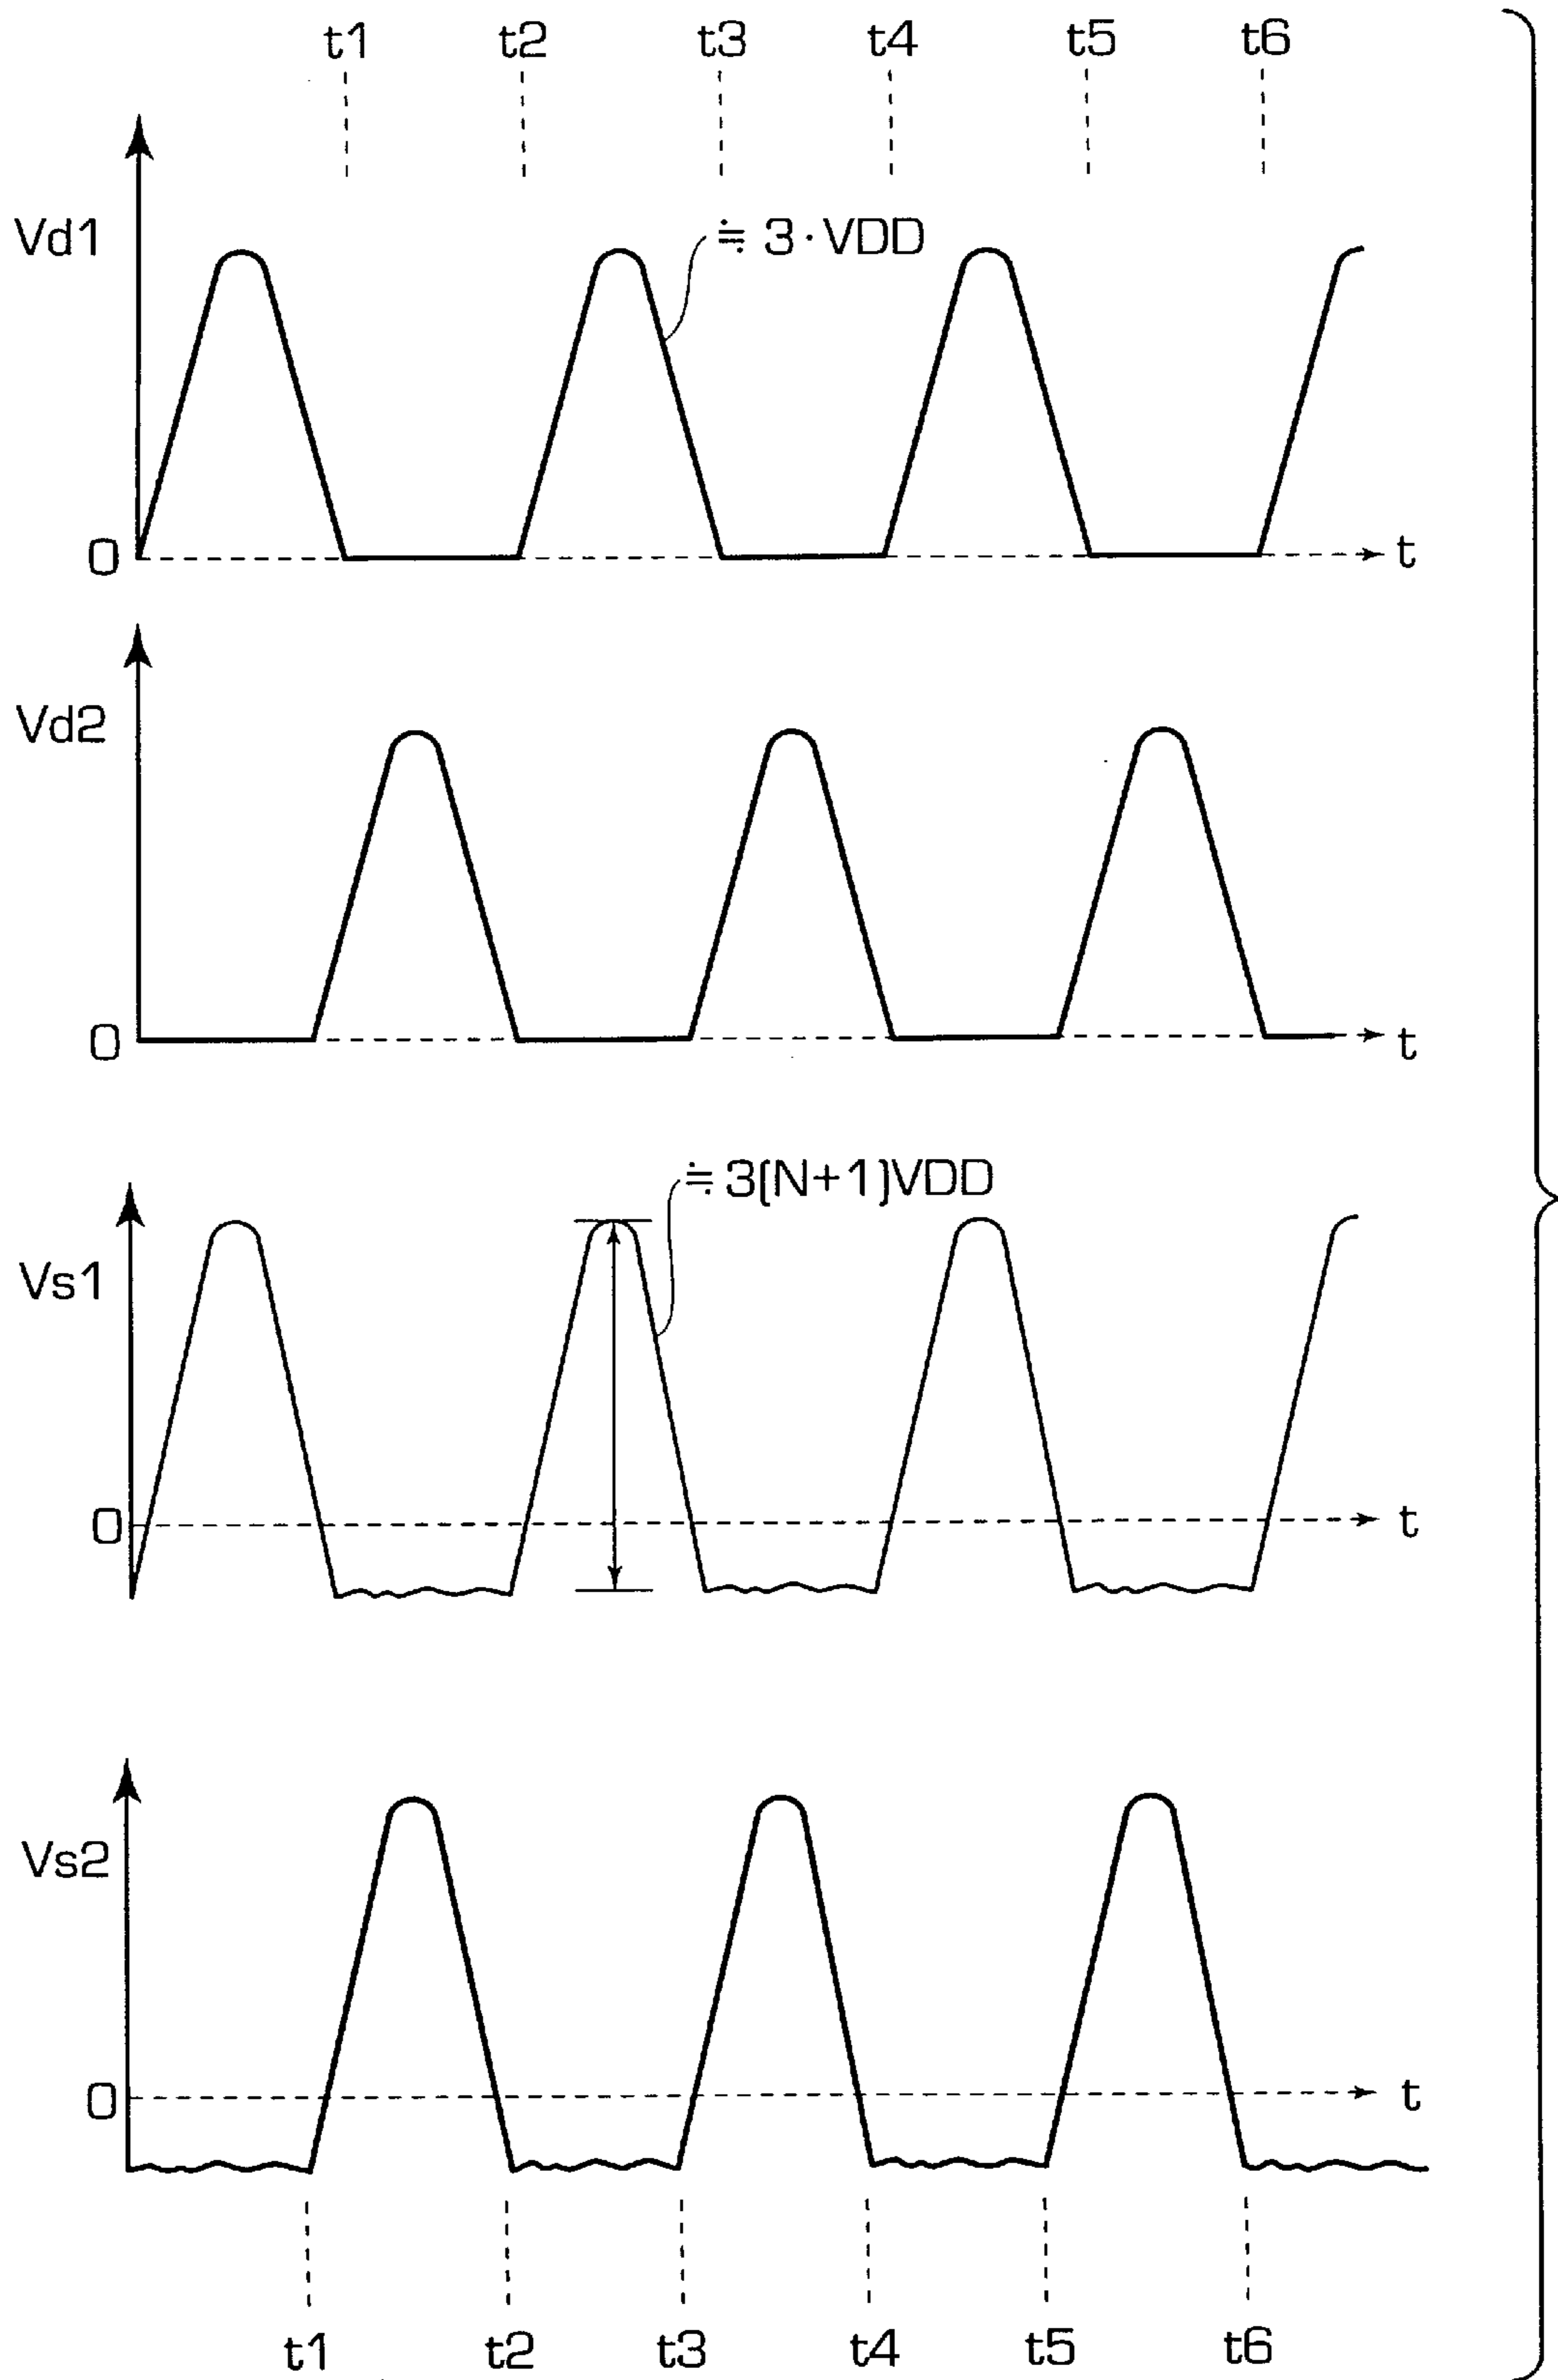 t1 t2 t3 t4 t5 t6
Vd1
≒ 3·VDD
0
t
Vd2
0
t
≒3(N+1)VDD
Vs1
0
t
Vs2
0
t
t1 t2 t3 t4 t5 t6